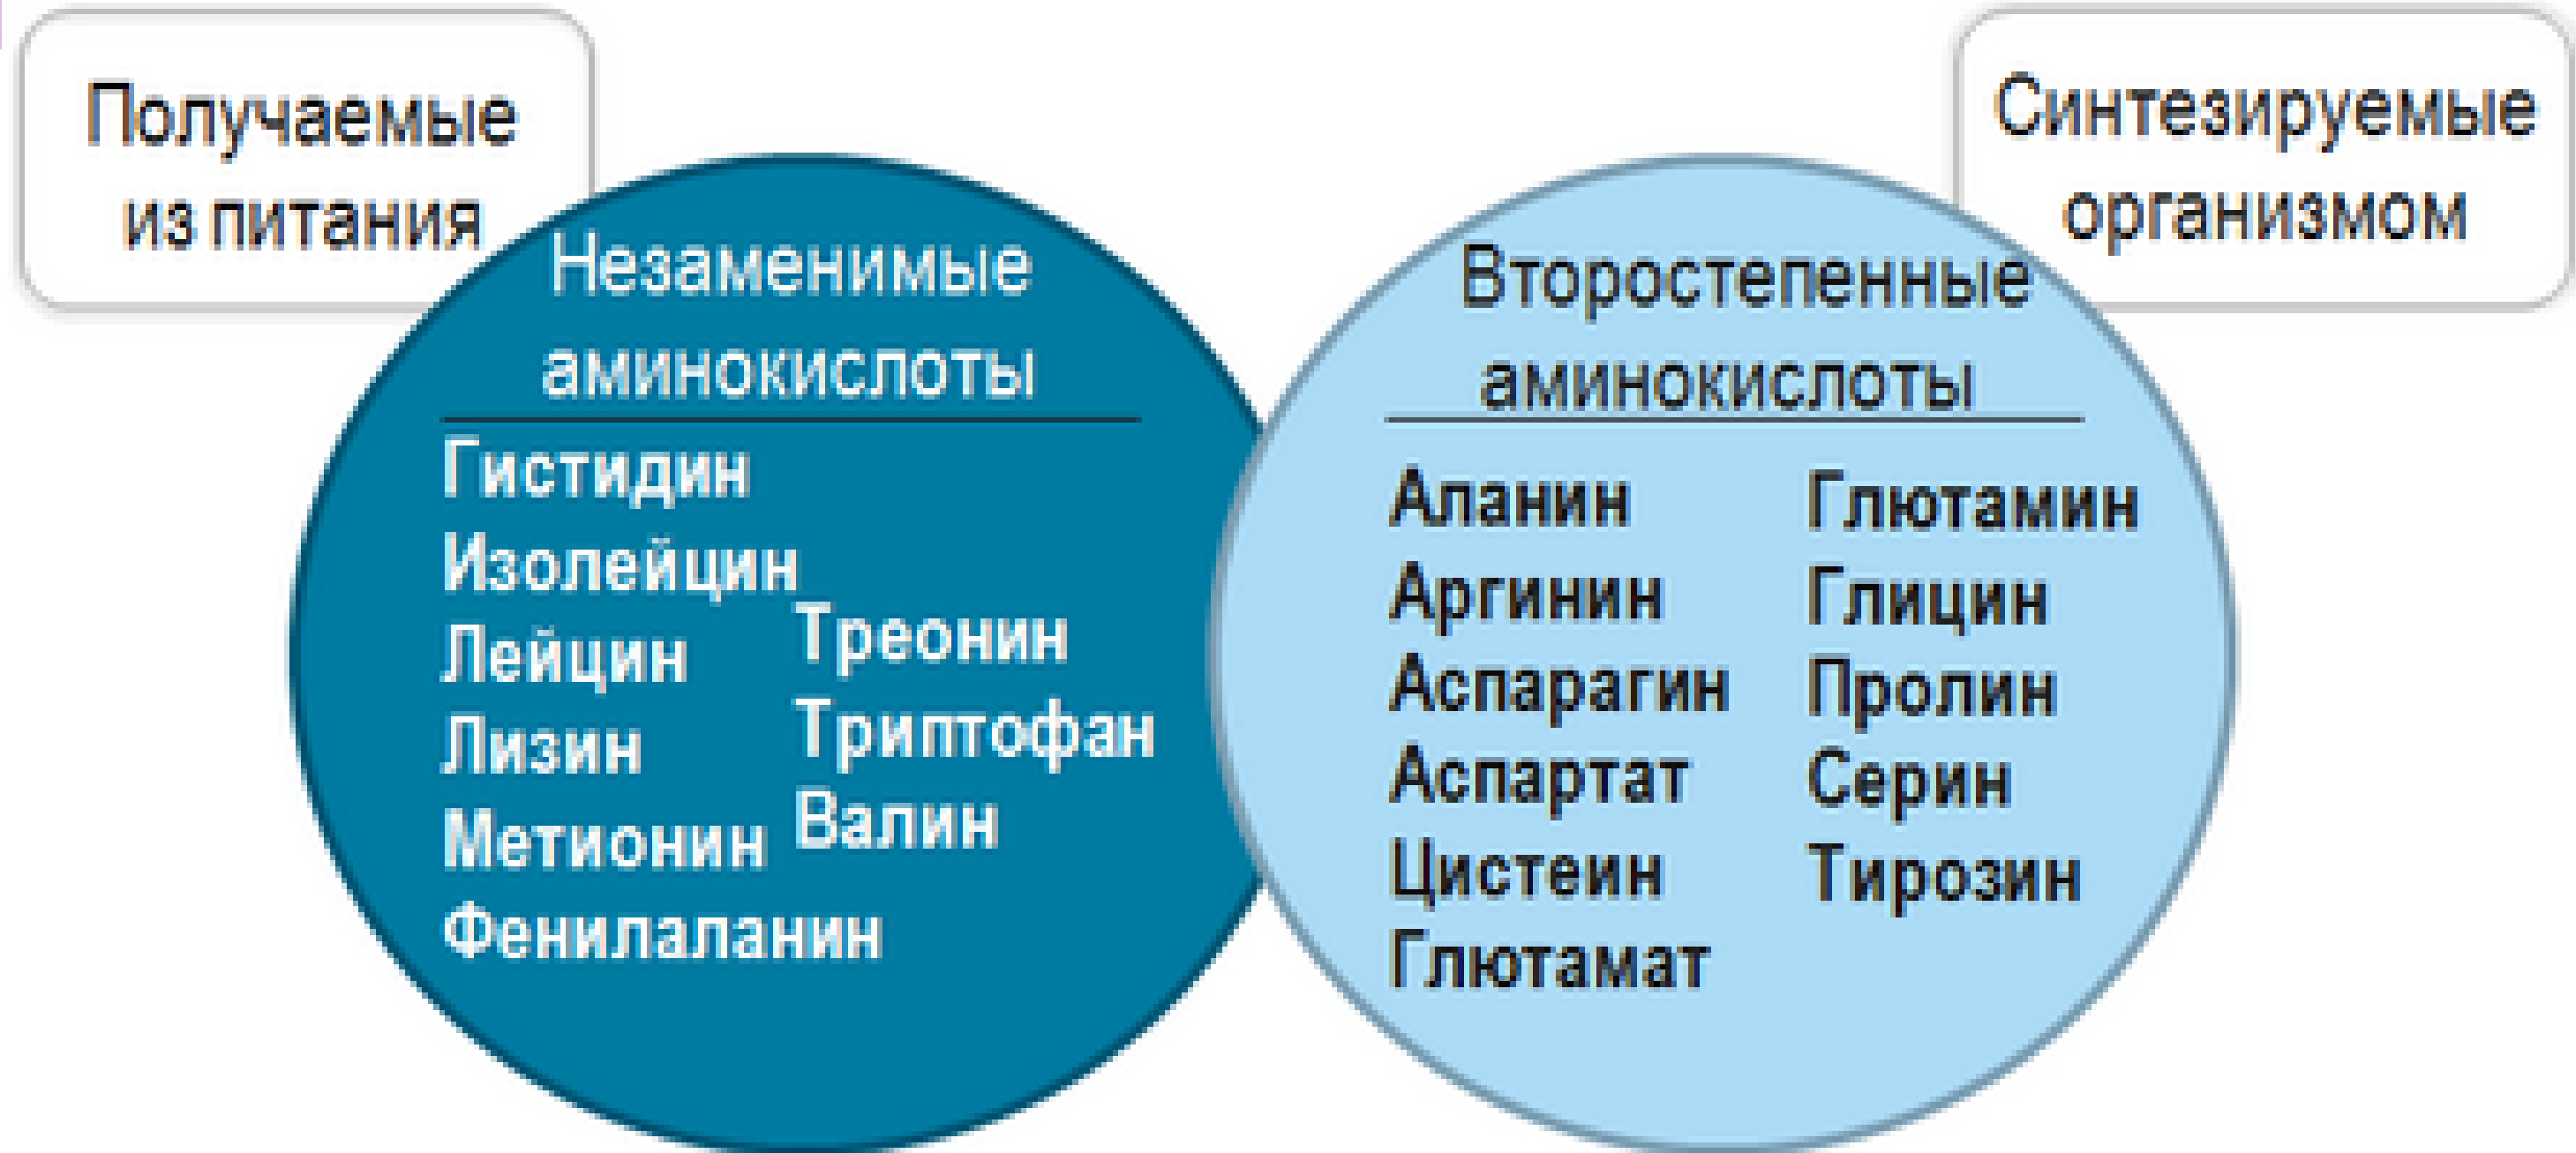 Получаемые
из питания
Синтезируемые
организмом
Незаменимые
аминокислоты
Гистидин
Изолейцин
Лейцин
Лизин
Метионин
Фенилаланин
Треонин
Триптофан
Валин
Второстепенные
аминокислоты
Аланин
Аргинин
Аспарагин
Аспартат
Цистеин
Глютамат
Глютамин
Глицин
Пролин
Серин
Тирозин